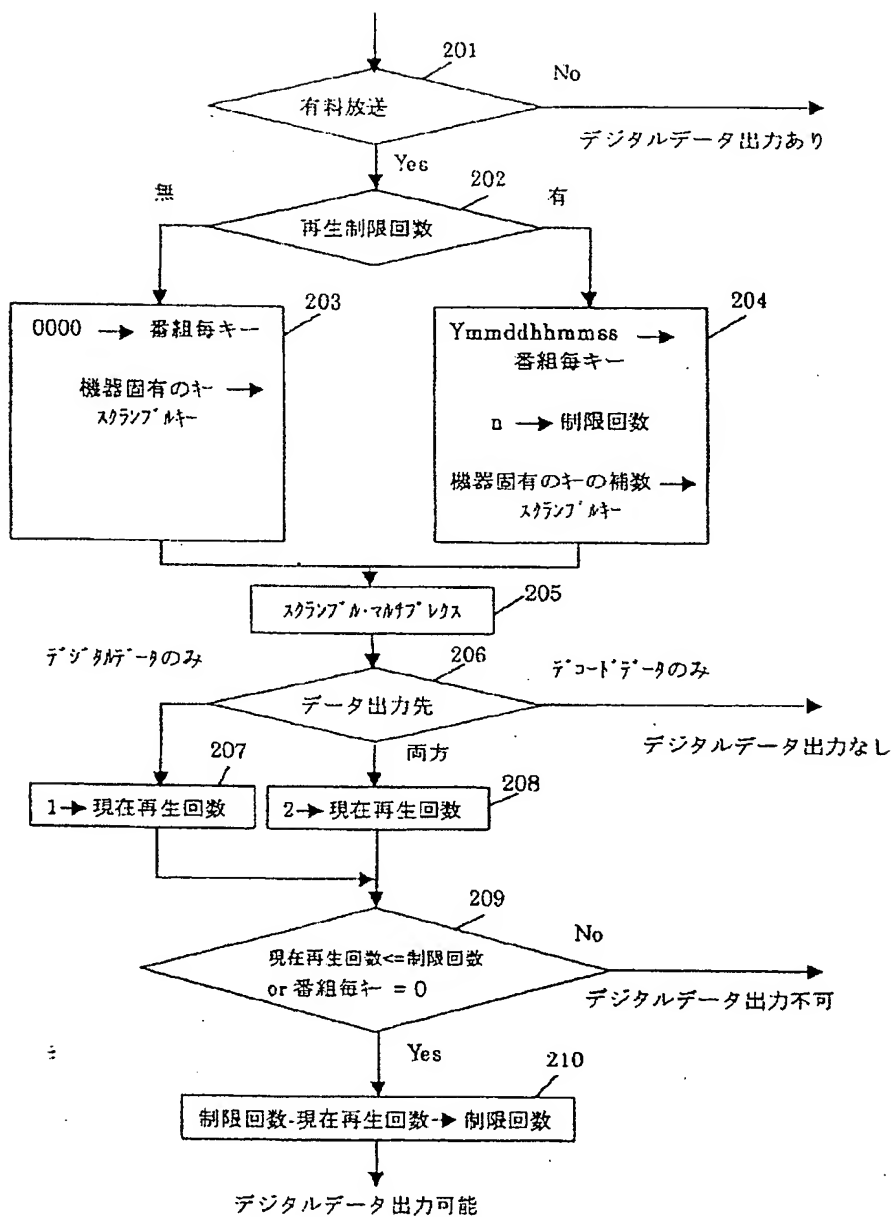 201
No
有料放送
デジタルデータ出力あり
Yes
無
202
有
再生制限回数
203
0000 → 番組毎キー
機器固有のキー →
スクランブルキー
204
Ymmddhhmmss →
番組毎キー
n → 制限回数
機器固有のキーの補数 →
スクランブルキー
スクランブル・マルチプレクス
205
デジタルデータのみ
206
デコードデータのみ
データ出力先
デジタルデータ出力なし
207
両方
1→ 現在再生回数
2→ 現在再生回数
208
209
No
現在再生回数<=制限回数
or 番組毎キー = 0
デジタルデータ出力不可
Yes
210
制限回数-現在再生回数-→ 制限回数
デジタルデータ出力可能